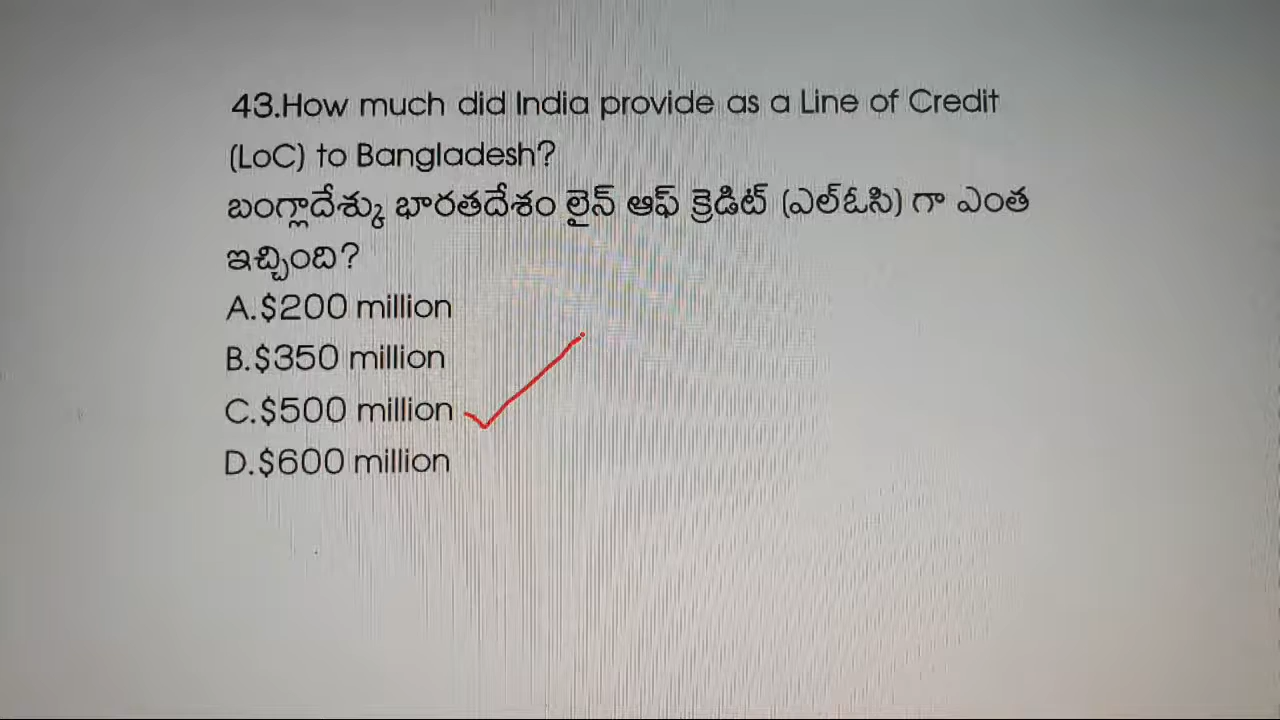 43.How much did India provide as a Line of Credit
(LoC) to Bangladesh?
బంగ్లాదేశ్కు భారతదేశం లైన్ ఆఫ్ క్రెడిట్ (ఎల్ఓసి) గా ఎంత
ఇచ్చింది?
A.$200 million
B.$350 million
C.$500 million
D.$600 million